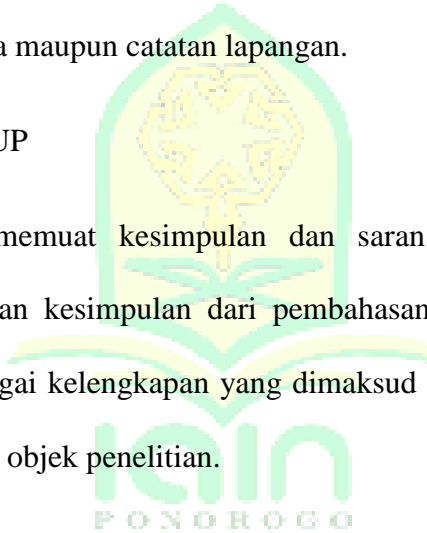 a maupun catatan lapangan.
UP
memuat kesimpulan dan saran
an kesimpulan dari pembahasan
gai kelengkapan yang dimaksud
objek penelitian.
iain
PONOROGO